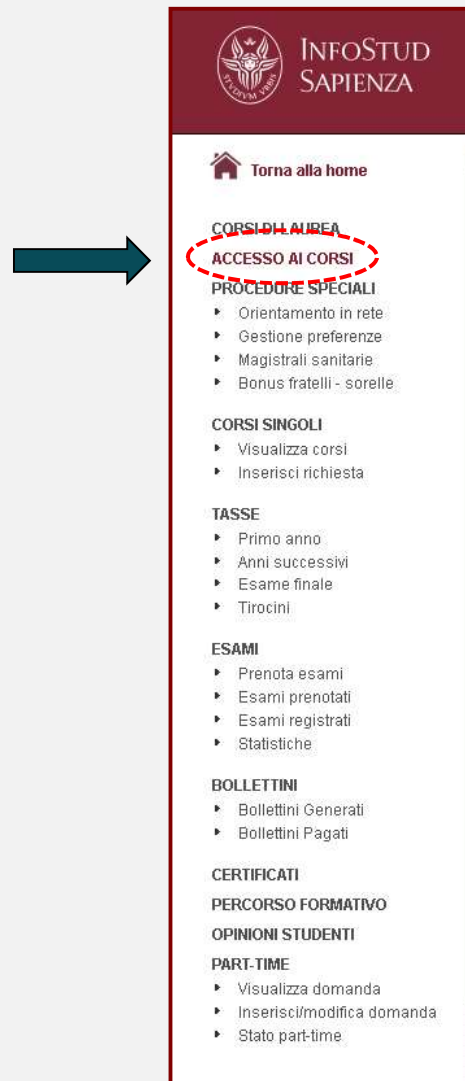 INFOSTUD
SAPIENZA
STVDIVM VRBIS
Torna alla home
CORSI DI LAUREA
ACCESSO AI CORSI
PROCEDURE SPECIALI
Orientamento in rete
Gestione preferenze
Magistrali sanitarie
Bonus fratelli - sorelle
CORSI SINGOLI
Visualizza corsi
Inserisci richiesta
TASSE
Primo anno
Anni successivi
Esame finale
Tirocini
ESAMI
Prenota esami
Esami prenotati
Esami registrati
Statistiche
BOLLETTINI
Bollettini Generati
Bollettini Pagati
CERTIFICATI
PERCORSO FORMATIVO
OPINIONI STUDENTI
PART-TIME
Visualizza domanda
Inserisci/modifica domanda
Stato part-time